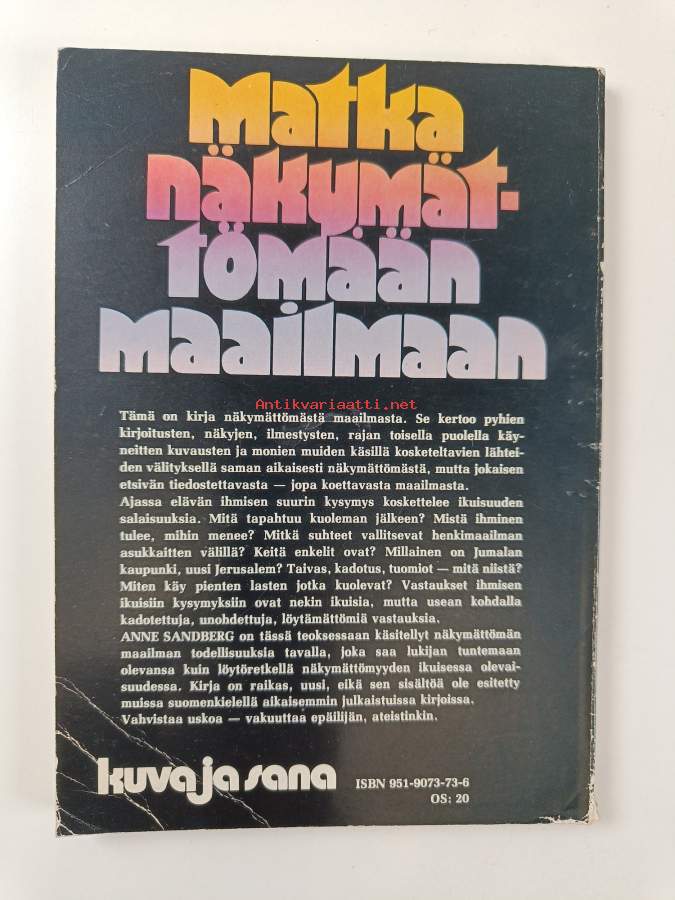 Matka
näkymät-
tömään
maailmaan
Antikvariaatti.net
Tämä on kirja näkymättömästä maailmasta. Se kertoo pyhien
kirjoitusten, näkyjen, ilmestysten, rajan toisella puolella käy-
neitten kuvausten ja monien muiden käsillä kosketeltavien lähtei-
den välityksellä saman aikaisesti näkymättömästä, mutta jokaisen
etsivän tiedostettavasta — jopa koettavasta maailmasta.
Ajassa elävän ihmisen suurin kysymys koskettelee ikuisuuden
salaisuuksia. Mitä tapahtuu kuoleman jälkeen? Mistä ihminen
tulee, mihin menee? Mitkä suhteet vallitsevat henkimaailman
asukkaitten välillä? Keitä enkelit ovat? Millainen on Jumalan
kaupunki, uusi Jerusalem? Taivas, kadotus, tuomiot — mitä niistä?
Miten käy pienten lasten jotka kuolevat? Vastaukset ihmisen
ikuisiin kysymyksiin ovat nekin ikuisia, mutta usean kohdalla
kadotettuja, unohdettuja, löytämättömiä vastauksia.
ANNE SANDBERG on tässä teoksessaan käsitellyt näkymättömän
maailman todellisuuksia tavalla, joka saa lukijan tuntemaan
olevansa kuin löytöretkellä näkymättömyyden ikuisessa olevai-
suudessa. Kirja on raikas, uusi, eikä sen sisältöä ole esitetty
muissa suomenkielellä aikaisemmin julkaistuissa kirjoissa.
Vahvistaa uskoa — vakuuttaa epäilijän, ateistinkin.
kuva ja sana
ISBN 951-9073-73-6
OS: 20